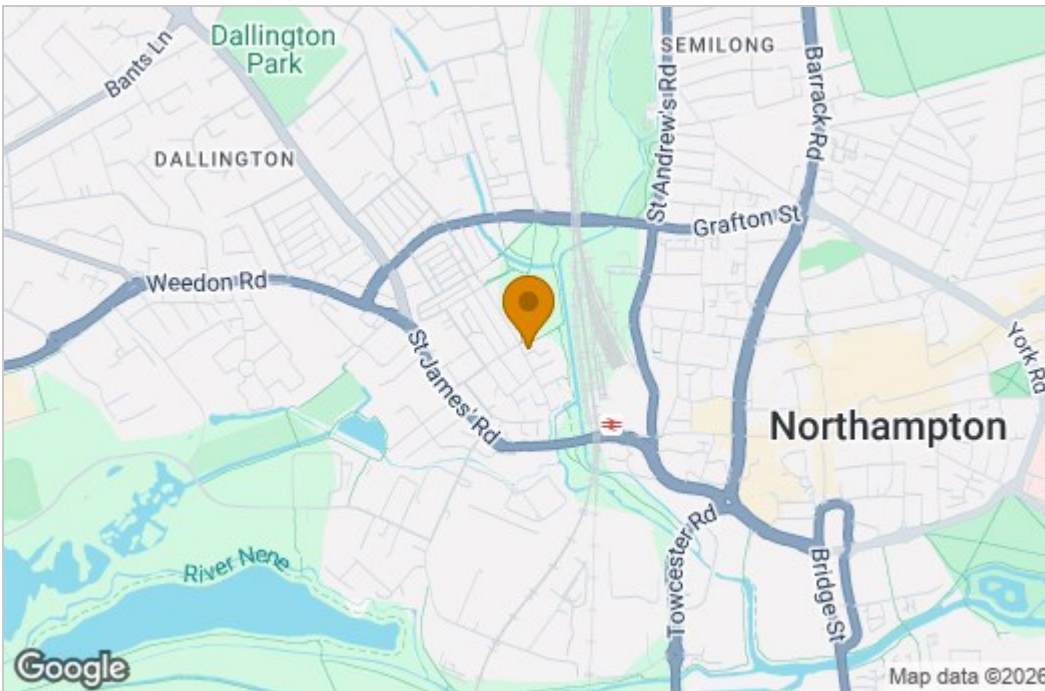 Dallington
Park
SEMILONG
Bants Ln
Barrack Rd
St Andrew's Rd
DALLINGTON
Grafton St
Weedon Rd
York Rd
St James' Rd
Northampton
Towcester Rd
River Nene
Bridge St
Google
Map data ©2026